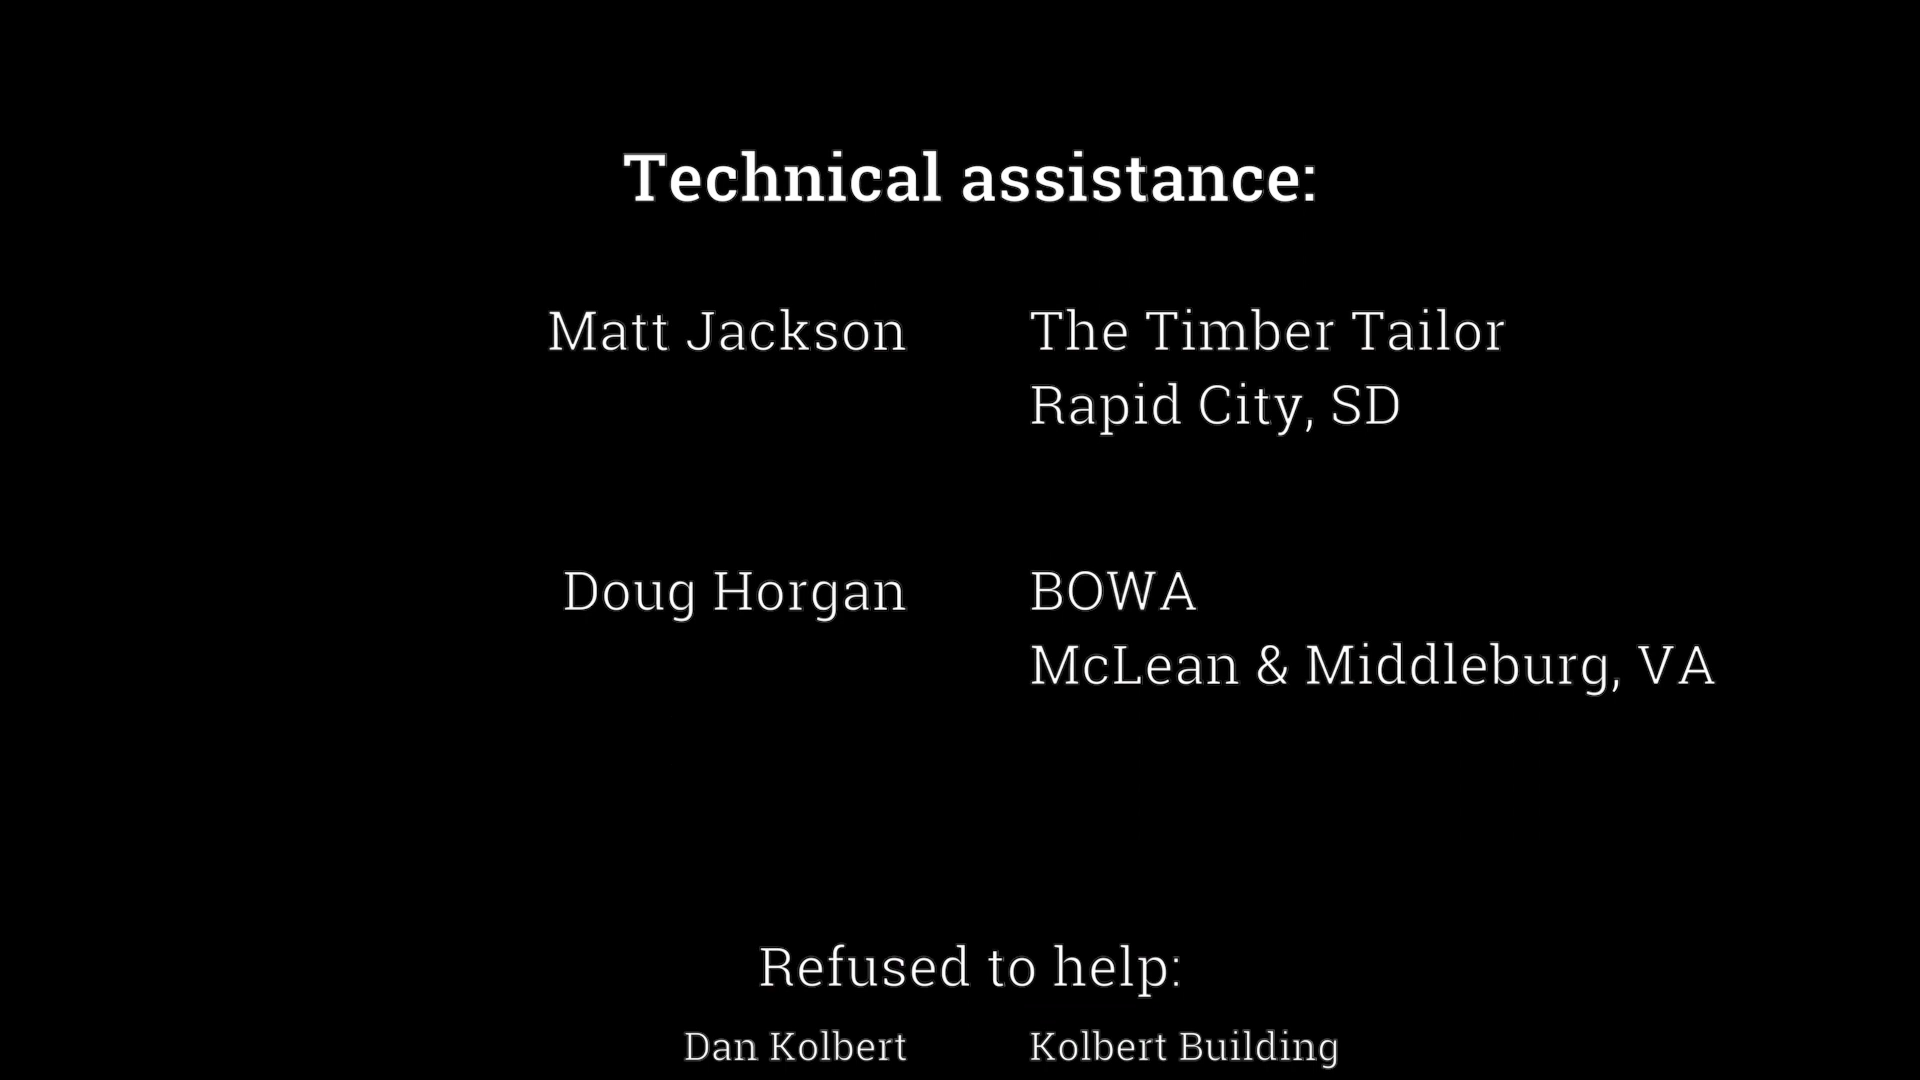 Technical assistance:
Matt Jackson The Timber Tailor
Rapid City, SD
Doug Horgan BOWA
McLean & Middleburg, VA
Refused to help:
Dan Kolbert Kolbert Building